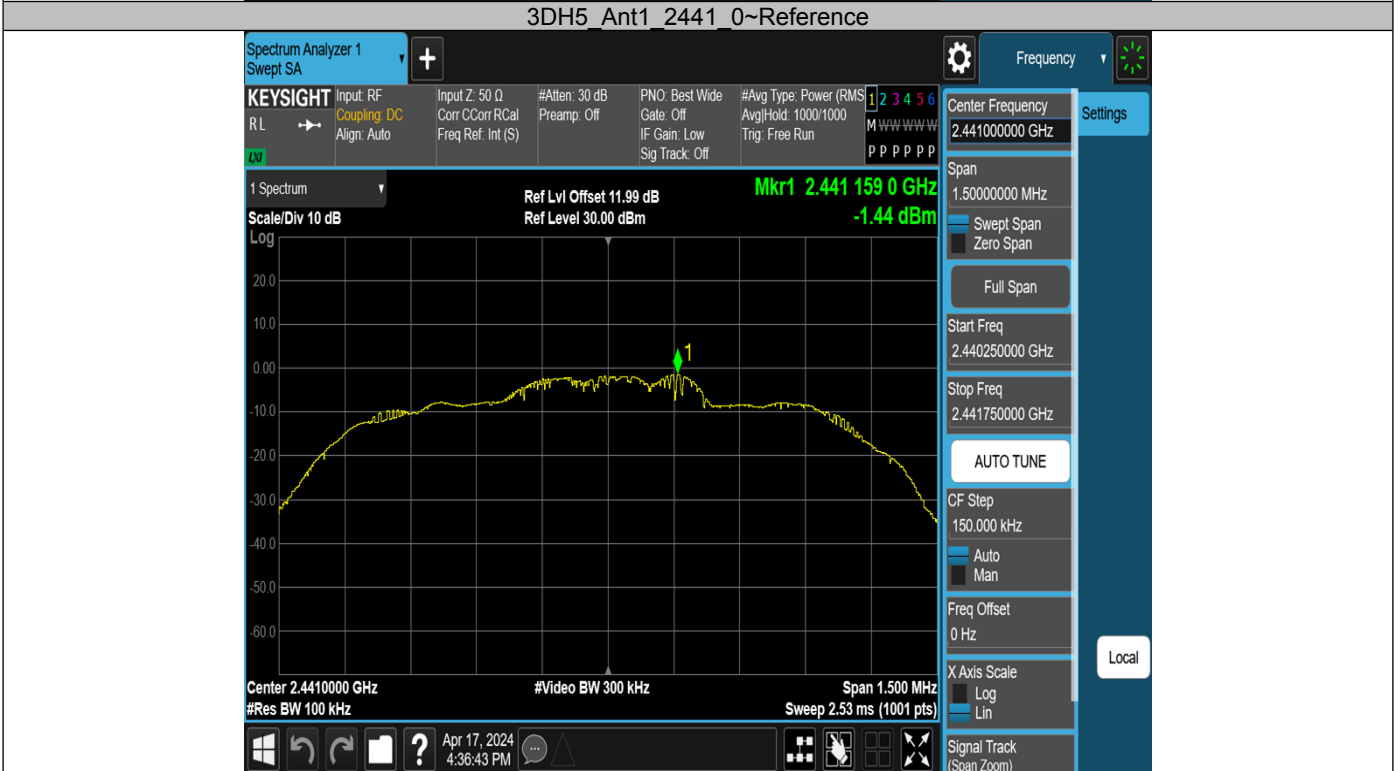 3DH5_Ant1_2441_0~Reference
Spectrum Analyzer 1
Swept SA
+
Frequency
KEYSIGHT
R L
LXI
Input: RF
Coupling: DC
Align: Auto
Input Z: 50 Ω
Corr CCorr RCal
Freq Ref: Int (S)
#Atten: 30 dB
Preamp: Off
PNO: Best Wide
Gate: Off
IF Gain: Low
Sig Track: Off
#Avg Type: Power (RMS
Avg|Hold: 1000/1000
Trig: Free Run
1 2 3 4 5 6
M W W W W W
P P P P P P
1 Spectrum
Scale/Div 10 dB
Log
Ref Lvl Offset 11.99 dB
Ref Level 30.00 dBm
Mkr1 2.441 159 0 GHz
-1.44 dBm
20.0
10.0
0.00
-10.0
-20.0
-30.0
-40.0
-50.0
-60.0
1
Center 2.4410000 GHz
#Res BW 100 kHz
#Video BW 300 kHz
Span 1.500 MHz
Sweep 2.53 ms (1001 pts)
Center Frequency
2.441000000 GHz
Settings
Span
1.50000000 MHz
Swept Span
Zero Span
Full Span
Start Freq
2.440250000 GHz
Stop Freq
2.441750000 GHz
AUTO TUNE
CF Step
150.000 kHz
Auto
Man
Freq Offset
0 Hz
X Axis Scale
Log
Lin
Signal Track
(Span Zoom)
Local
?
Apr 17, 2024
4:36:43 PM